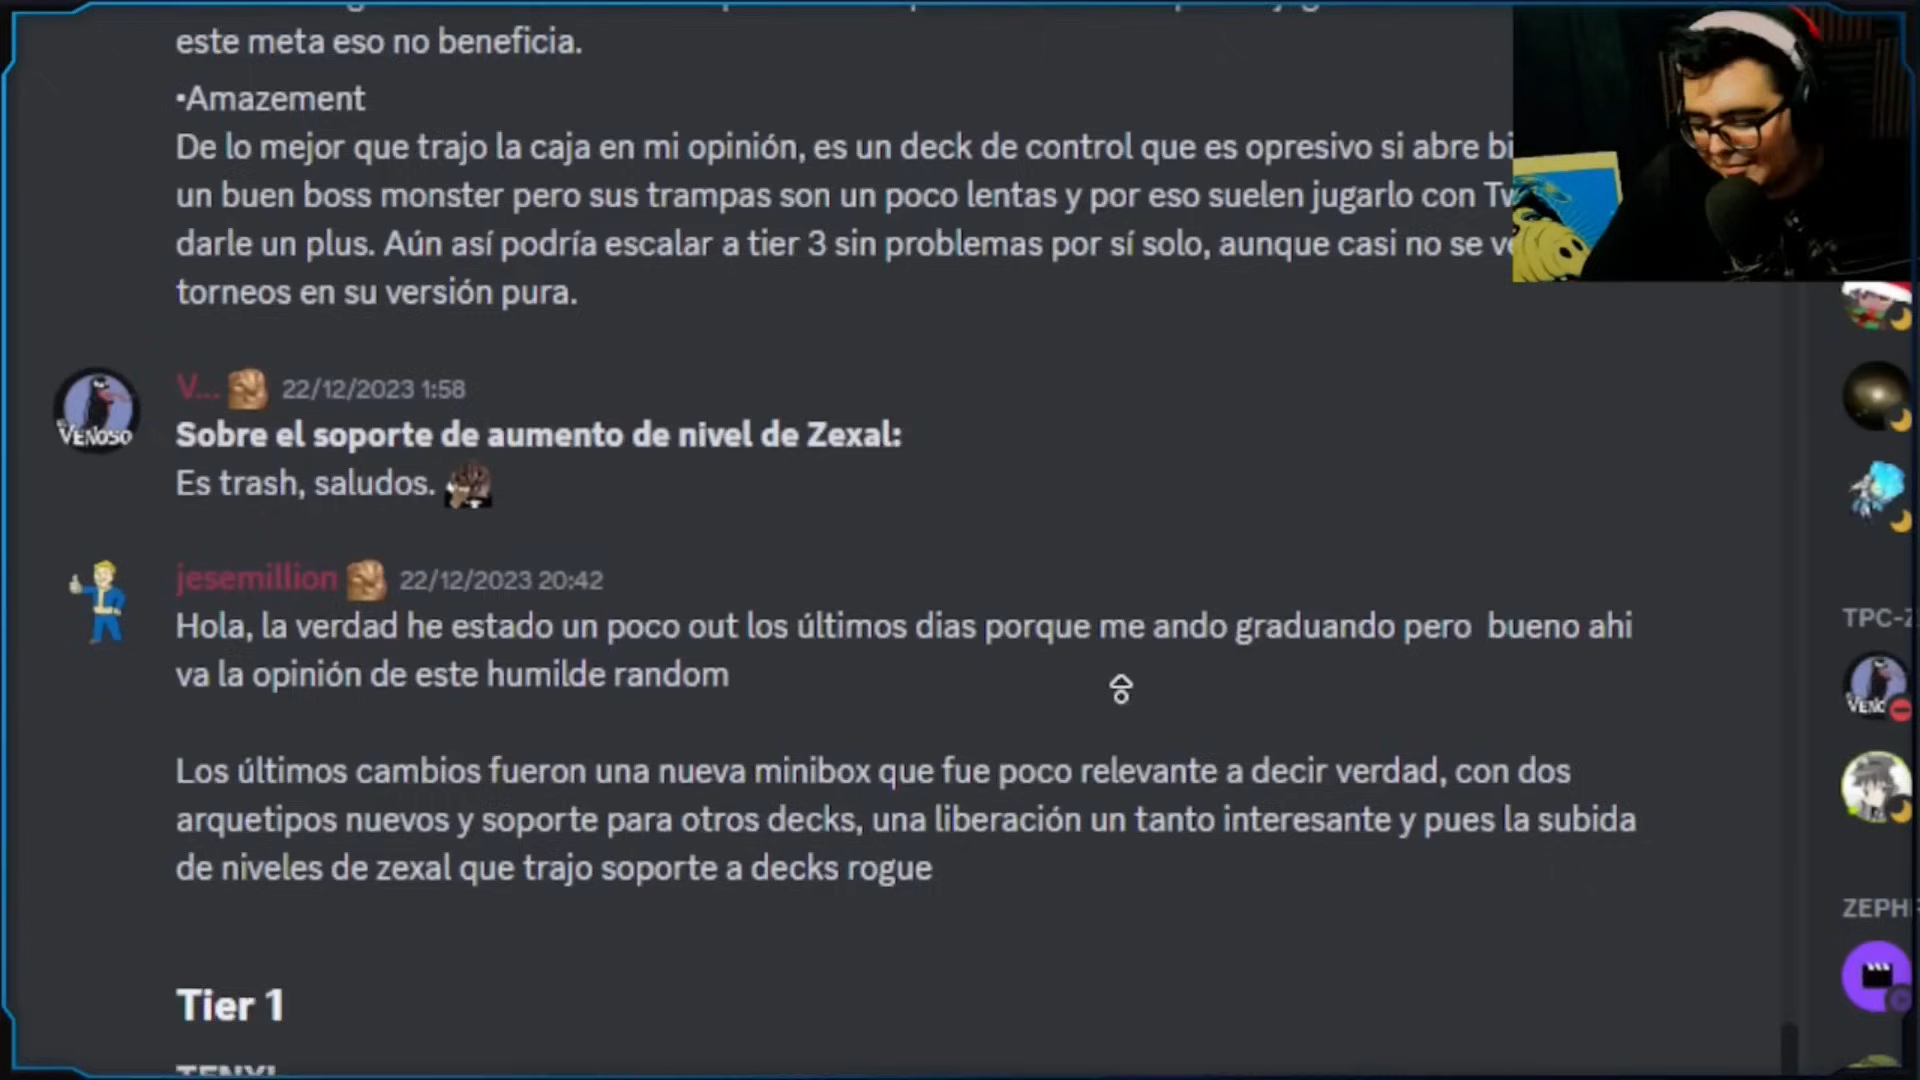 este meta eso no beneficia.
•Amazement
De lo mejor que trajo la caja en mi opinión, es un deck de control que es opresivo si abre
un buen boss monster pero sus trampas son un poco lentas y por eso suelen jugarlo con
darle un plus. Aún así podría escalar a tier 3 sin problemas por sí solo, aunque casi no se
torneos en su versión pura.
V... 22/12/2023 1:58
VENOSO
Sobre el soporte de aumento de nivel de Zexal:
Es trash, saludos.
jesemillion 22/12/2023 20:42
Hola, la verdad he estado un poco out los últimos dias porque me ando graduando pero bueno ahi
va la opinión de este humilde random
TPC-Z
Los últimos cambios fueron una nueva minibox que fue poco relevante a decir verdad, con dos
arquetipos nuevos y soporte para otros decks, una liberación un tanto interesante y pues la subida
de niveles de zexal que trajo soporte a decks rogue
ZEPH
Tier 1